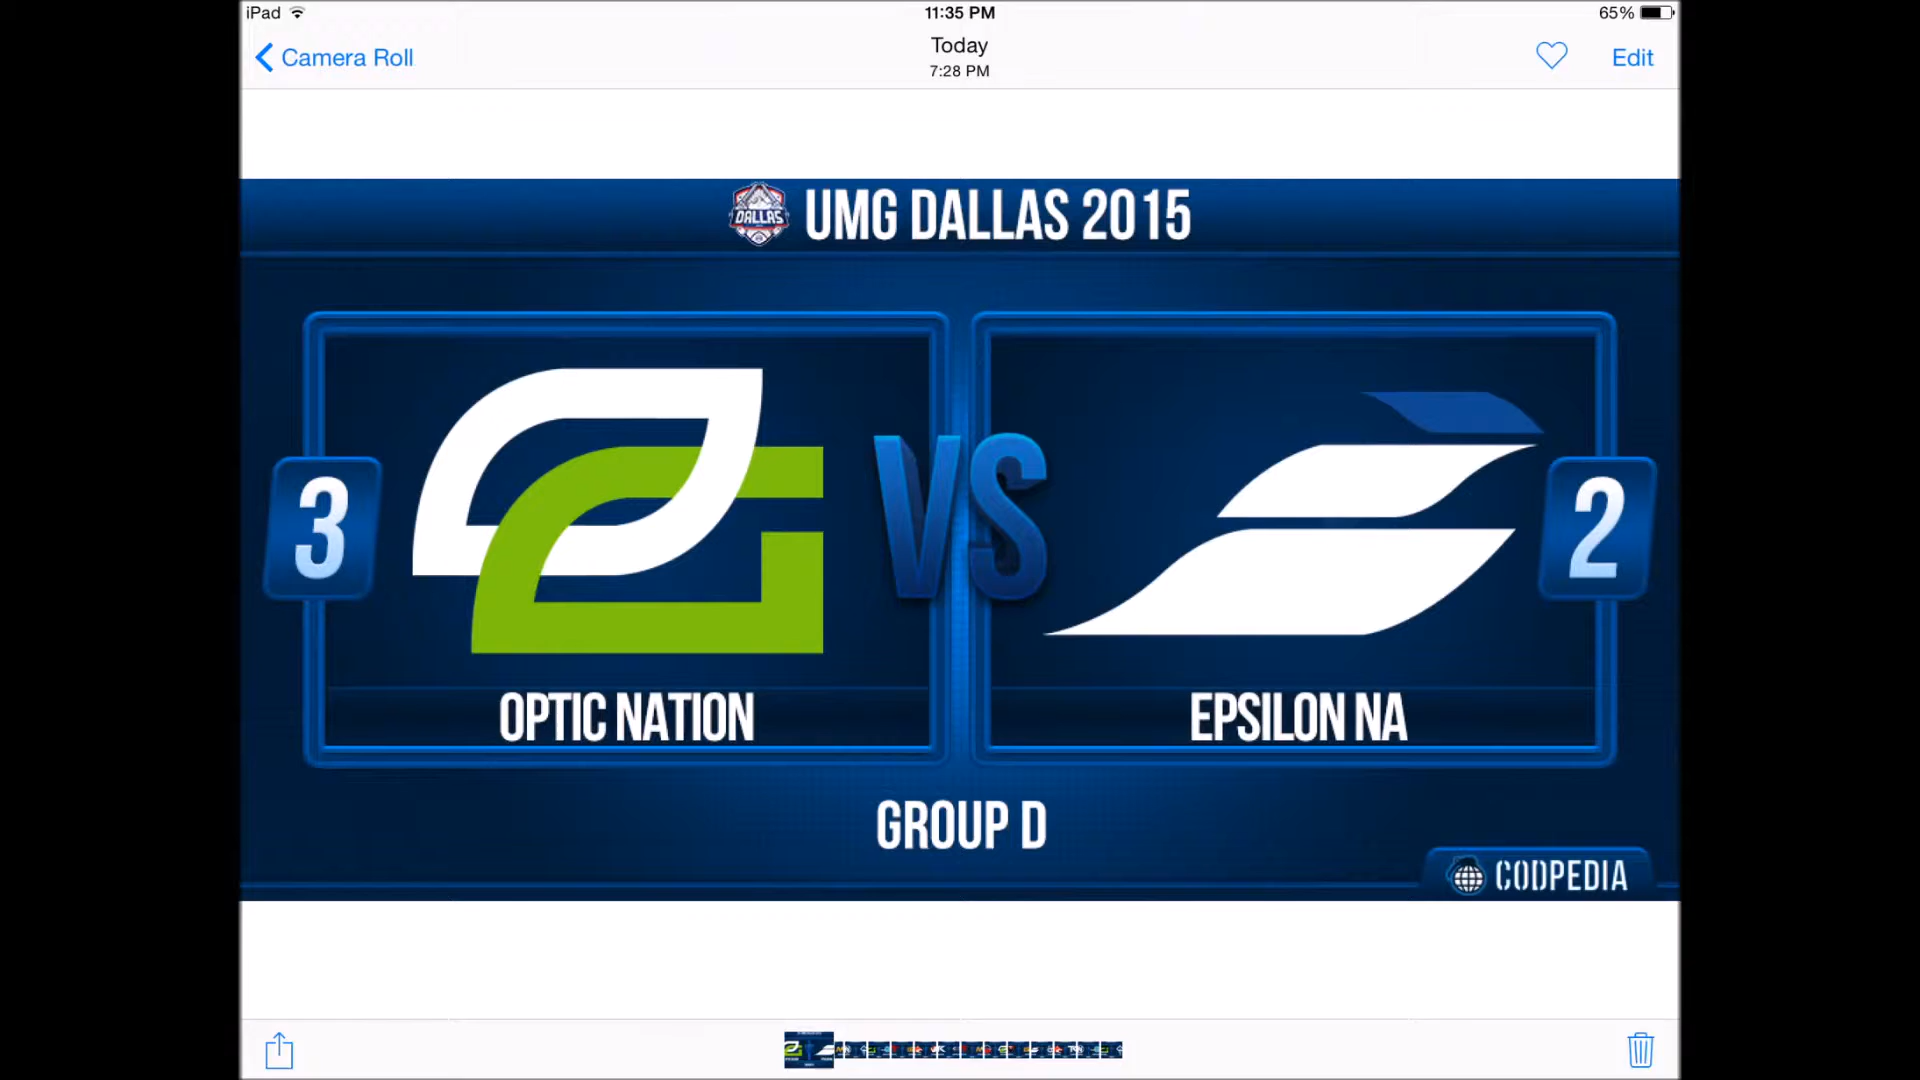 iPad 11:35 PM 65%
Camera Roll Today Edit
7:28 PM
DALLAS UMG DALLAS 2015
3 VS 2
OPTIC NATION EPSILON NA
GROUP D
CODPEDIA